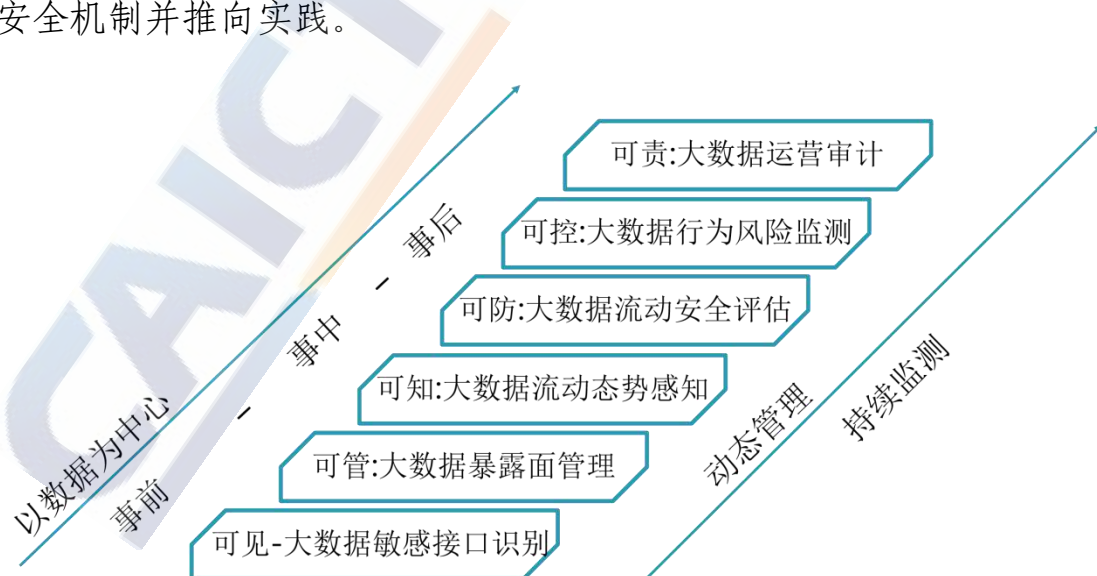 安全机制并推向实践。
可责:大数据运营审计
可控:大数据行为风险监测
可防:大数据流动安全评估
可知:大数据流动态势感知
可管:大数据暴露面管理
可见-大数据敏感接口识别
以数据为中心
事前 - 事中 - 事后
动态管理
持续监测
CAICT